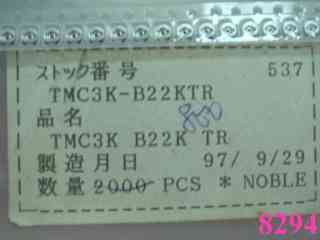 ストック番号 537
TMC3K-B22KTR
品名
TMC3K B22K TR
製造月日 97/ 9/29
数量 2000 PCS * NOBLE
8294